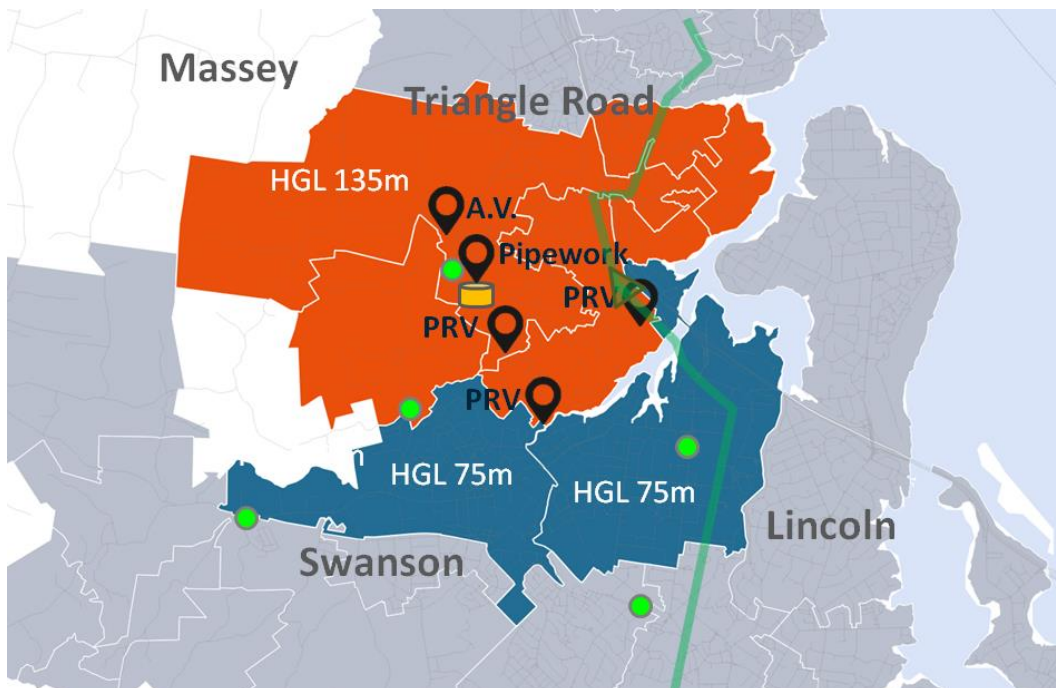 Massey
Triangle Road
HGL 135m
A.V.
Pipework
PRV
PRV
PRV
HGL 75m
HGL 75m
Lincoln
Swanson